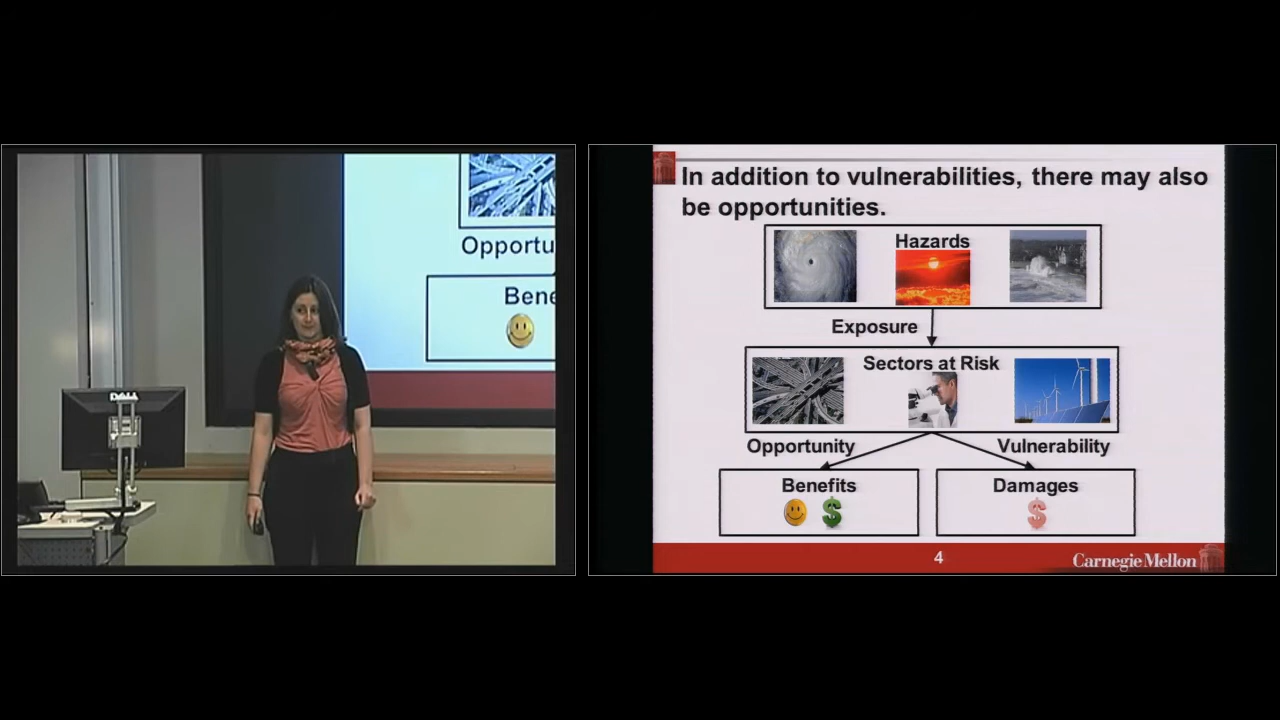 Opportu
Bene
DELL
In addition to vulnerabilities, there may also
be opportunities.
Hazards
Exposure
Sectors at Risk
Opportunity
Vulnerability
Benefits
Damages
$
$
4
Carnegie Mellon